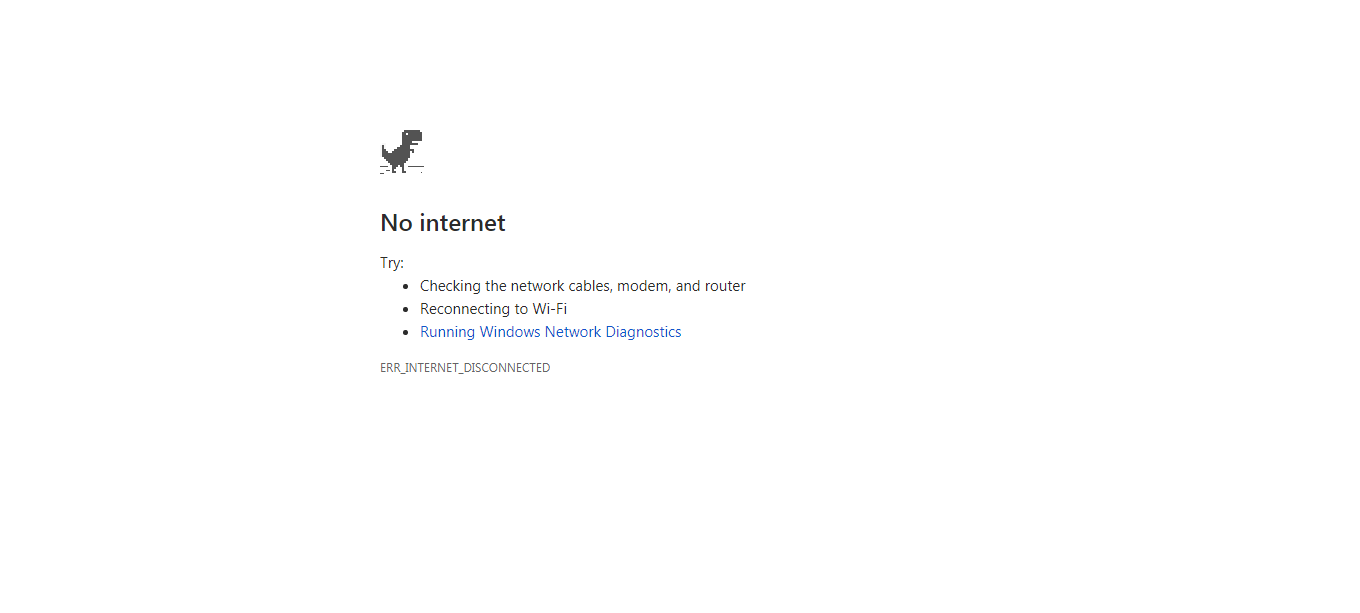 No internet
Try:
Checking the network cables, modem, and router
Reconnecting to Wi-Fi
Running Windows Network Diagnostics
ERR_INTERNET_DISCONNECTED